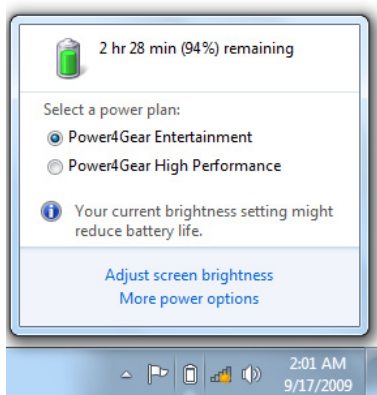 2 hr 28 min (94%) remaining
Select a power plan:
Power4Gear Entertainment
Power4Gear High Performance
Your current brightness setting might
reduce battery life.
Adjust screen brightness
More power options
2:01 AM
9/17/2009